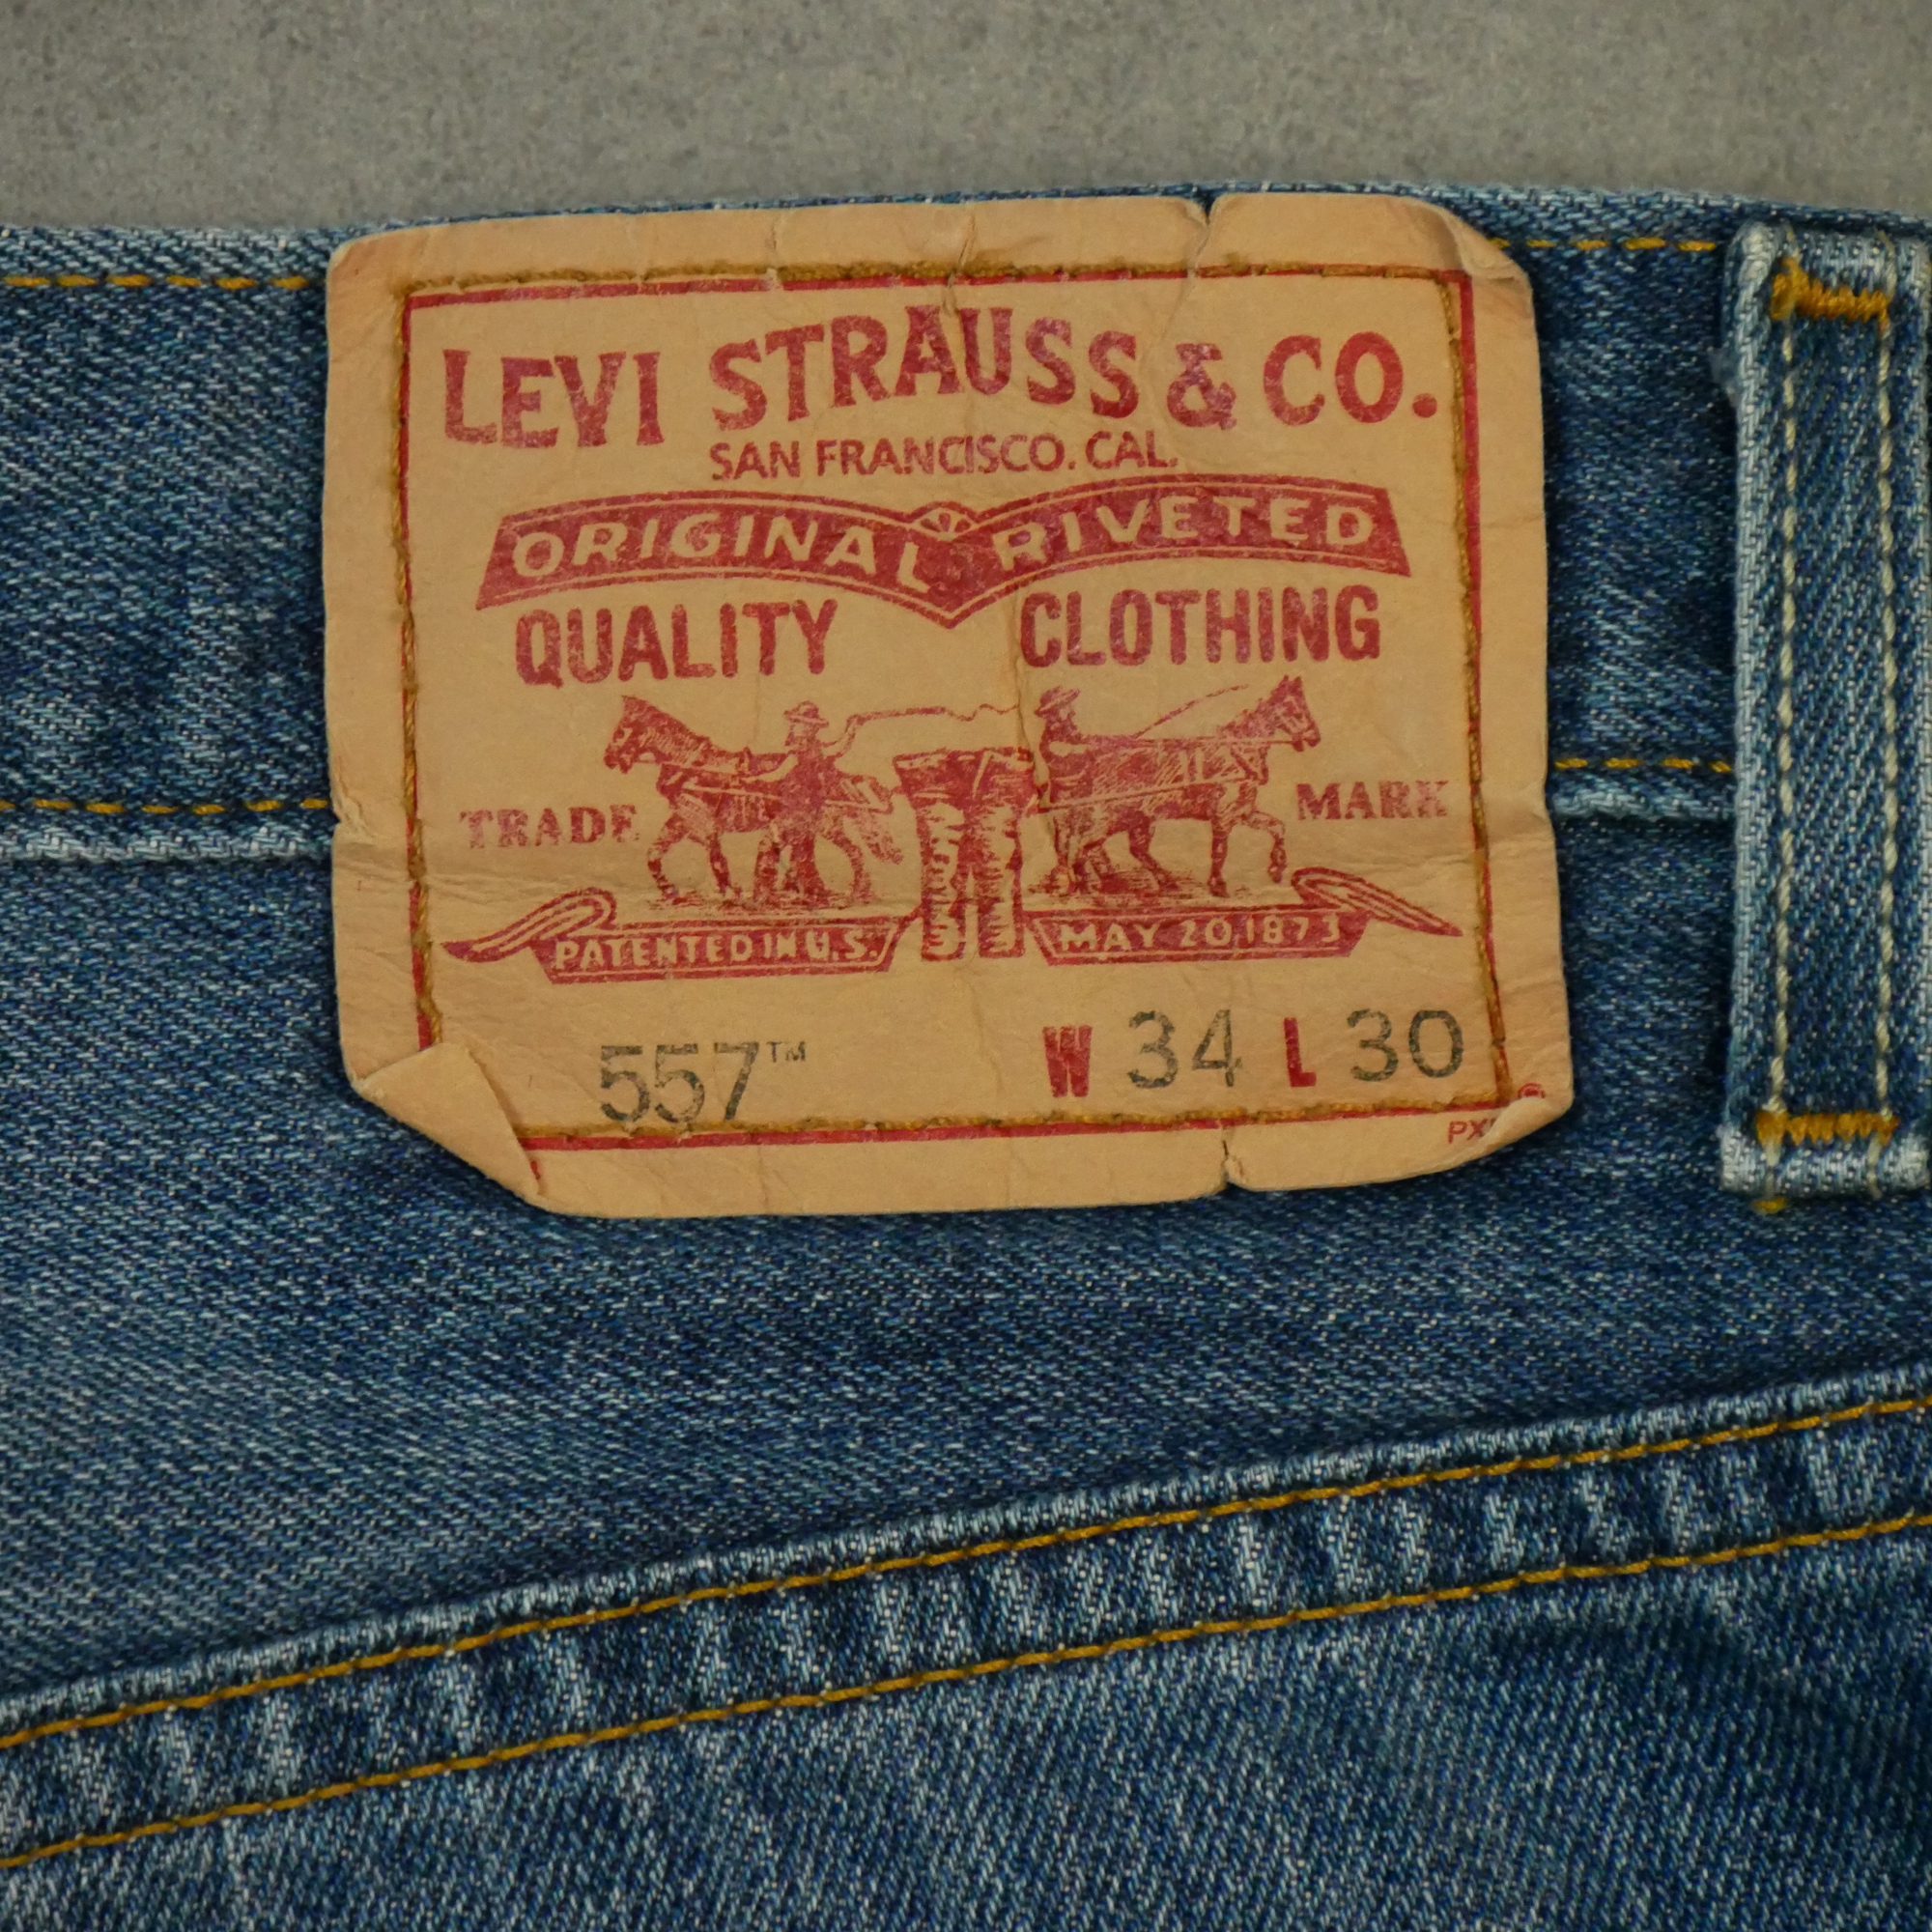 LEVI STRAUSS & CO.
SAN FRANCISCO. CAL.
ORIGINAL RIVETED
QUALITY CLOTHING
TRADE MARK
PATENTED IN U.S. MAY 20 1873
557™ W 34 L 30